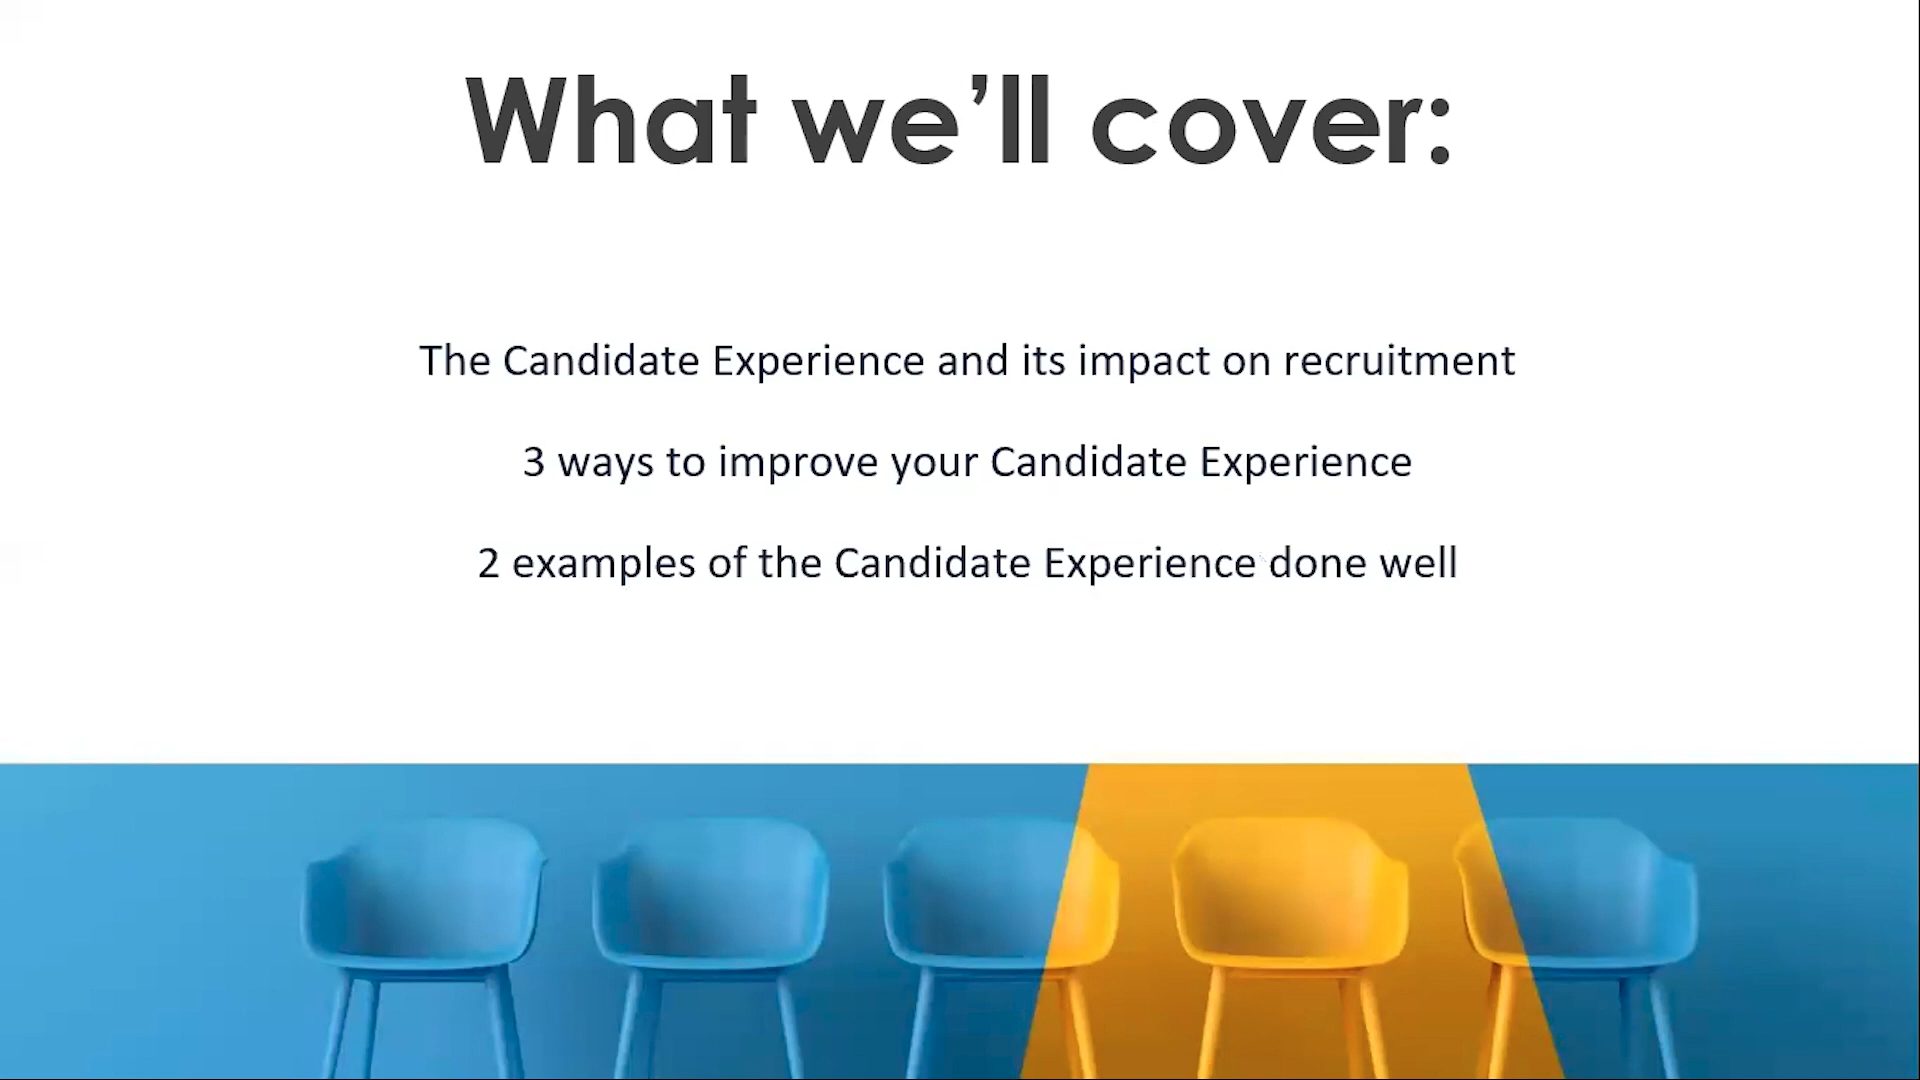 What we’ll cover:
The Candidate Experience and its impact on recruitment
3 ways to improve your Candidate Experience
2 examples of the Candidate Experience done well